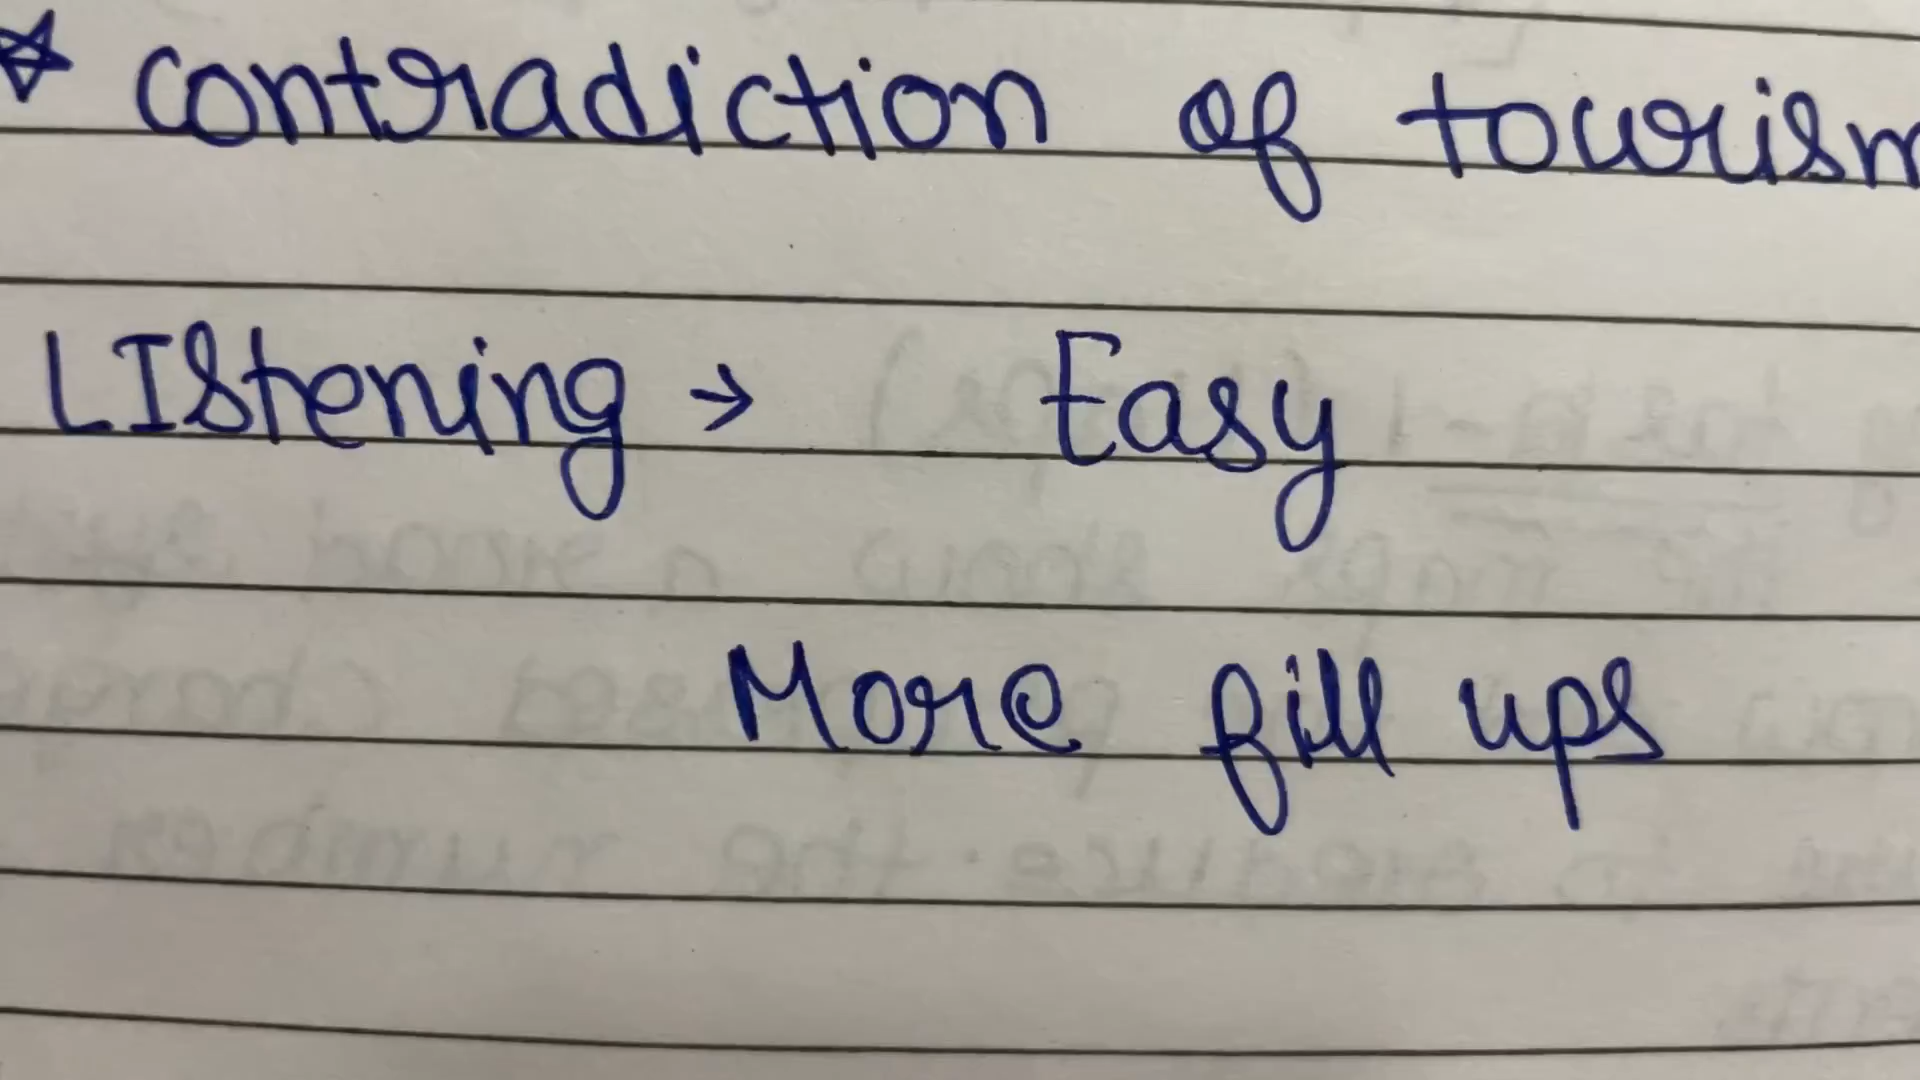 ☆ contradiction of tourism
LIstening → Easy
More fill ups